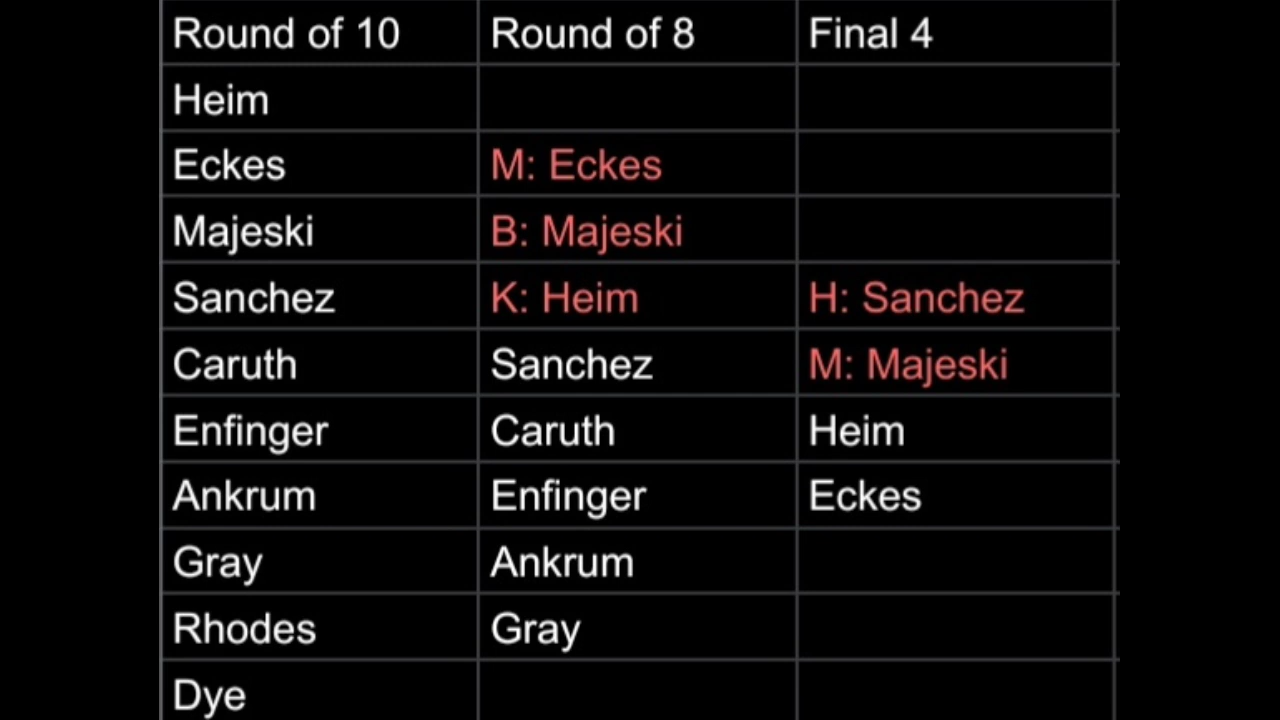 Round of 10 Round of 8 Final 4
Heim
Eckes M: Eckes
Majeski B: Majeski
Sanchez K: Heim H: Sanchez
Caruth Sanchez M: Majeski
Enfinger Caruth Heim
Ankrum Enfinger Eckes
Gray Ankrum
Rhodes Gray
Dye